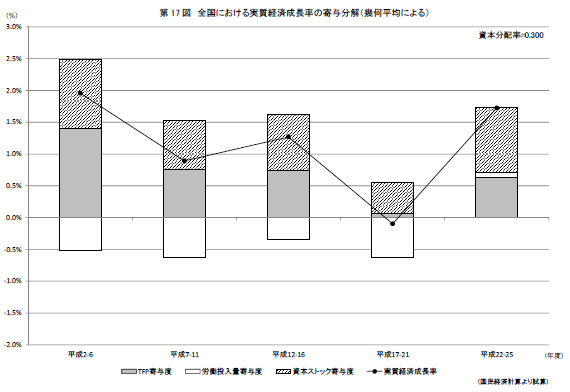 第 17 図 全国における実質経済成長率の寄与分解(幾何平均による)
(%)
資本分配率=0.300
3.0%
2.5%
2.0%
1.5%
1.0%
0.5%
0.0%
-0.5%
-1.0%
-1.5%
-2.0%
平成2-6 平成7-11 平成12-16 平成17-21 平成22-25 (年度)
TFP寄与度 労働投入量寄与度 資本ストック寄与度 実質経済成長率
(国民経済計算より試算)